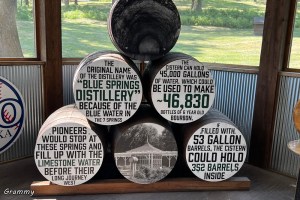 THE
ORIGINAL NAME
OF THE DISTILLERY WAS
"BLUE SPRINGS
DISTILLERY"
BECAUSE OF
THE BLUE WATER IN
THE 7 SPRINGS
THE
CISTERN CAN HOLD
45,000 GALLONS
OF WATER, WHICH COULD
BE USED TO MAKE
~46,830
BOTTLES OF 6 YEAR OLD
BOURBON.
PIONEERS
WOULD STOP AT
THESE SPRINGS AND
FILL UP WITH THE
LIMESTONE WATER
BEFORE THEIR
LONG JOURNEY
WEST
FILLED WITH
53 GALLON
BARRELS, THE CISTERN
COULD HOLD
352 BARRELS
INSIDE
KA
Grammy